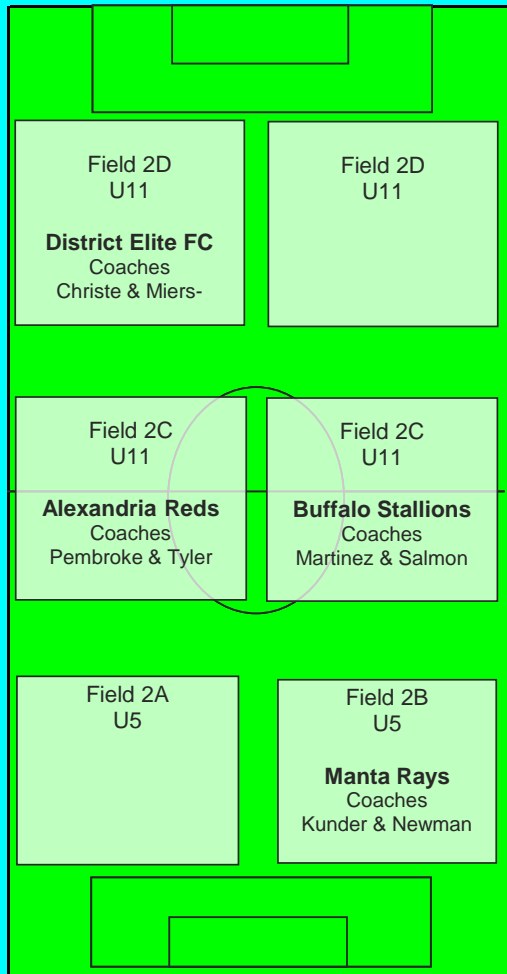 Field 2D
U11
District Elite FC
Coaches
Christe & Miers-
Field 2D
U11
Field 2C
U11
Alexandria Reds
Coaches
Pembroke & Tyler
Field 2C
U11
Buffalo Stallions
Coaches
Martinez & Salmon
Field 2A
U5
Field 2B
U5
Manta Rays
Coaches
Kunder & Newman